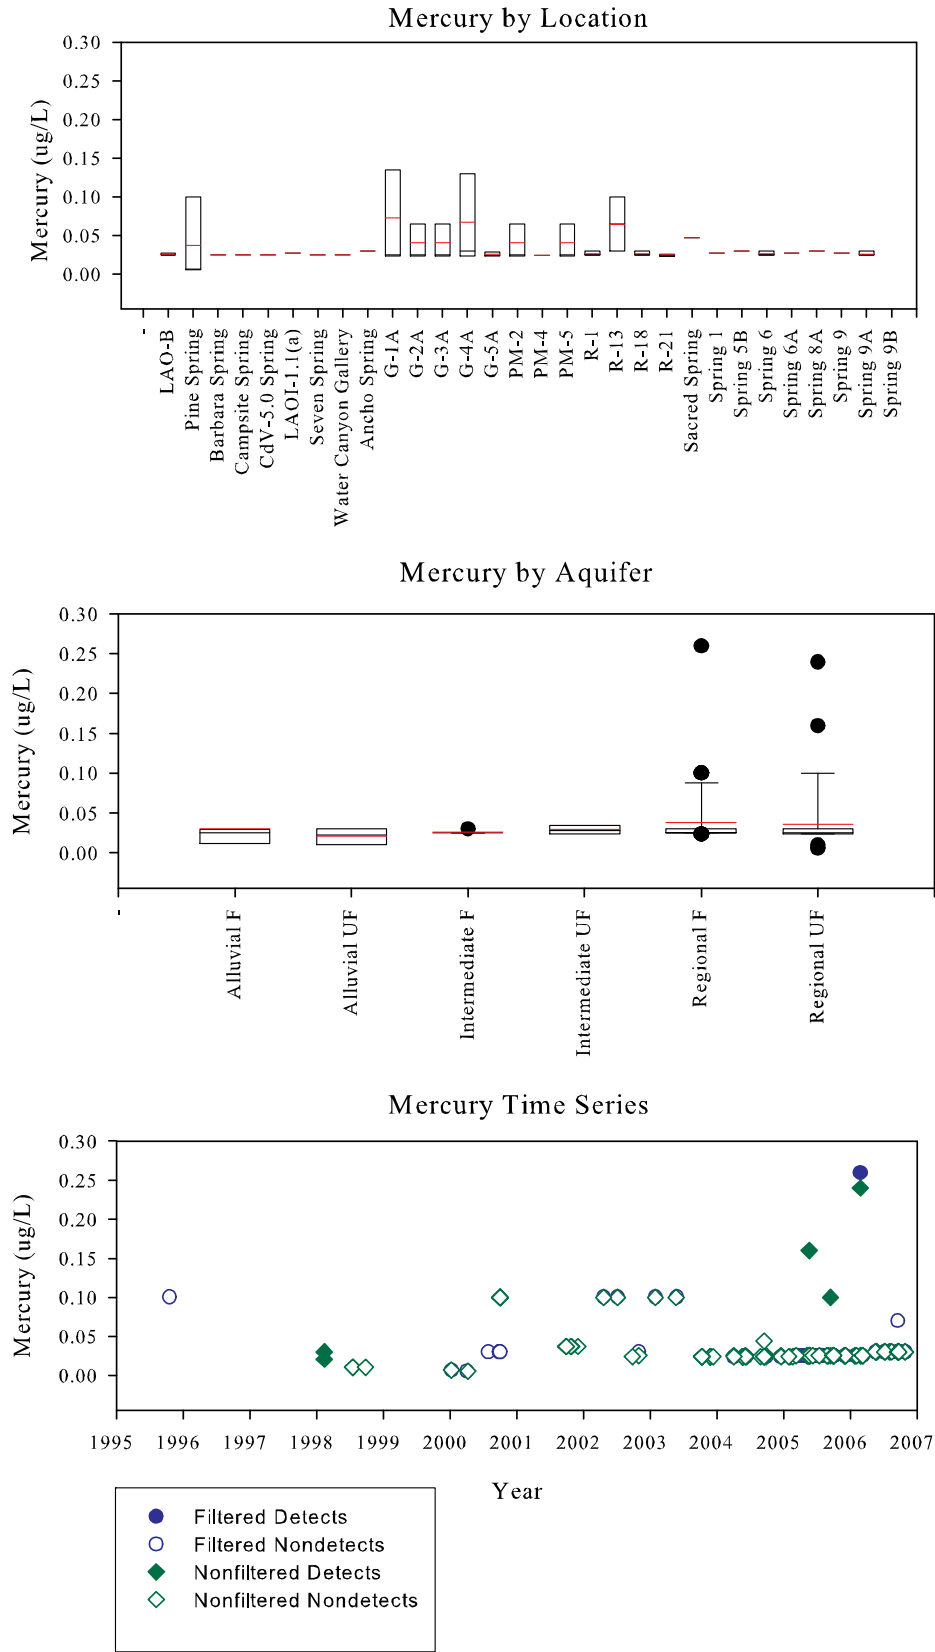 Mercury by Location
Mercury (ug/L)
0.30
0.25
0.20
0.15
0.10
0.05
0.00
-
LAO-B
Pine Spring
Barbara Spring
Campsite Spring
CdV-5.0 Spring
LAOI-1.1(a)
Seven Spring
Water Canyon Gallery
Ancho Spring
G-1A
G-2A
G-3A
G-4A
G-5A
PM-2
PM-4
PM-5
R-1
R-13
R-18
R-21
Sacred Spring
Spring 1
Spring 5B
Spring 6
Spring 6A
Spring 8A
Spring 9
Spring 9A
Spring 9B
Mercury by Aquifer
Mercury (ug/L)
0.30
0.25
0.20
0.15
0.10
0.05
0.00
-
Alluvial F
Alluvial UF
Intermediate F
Intermediate UF
Regional F
Regional UF
Mercury Time Series
Mercury (ug/L)
0.30
0.25
0.20
0.15
0.10
0.05
0.00
1995 1996 1997 1998 1999 2000 2001 2002 2003 2004 2005 2006 2007
Year
Filtered Detects
Filtered Nondetects
Nonfiltered Detects
Nonfiltered Nondetects